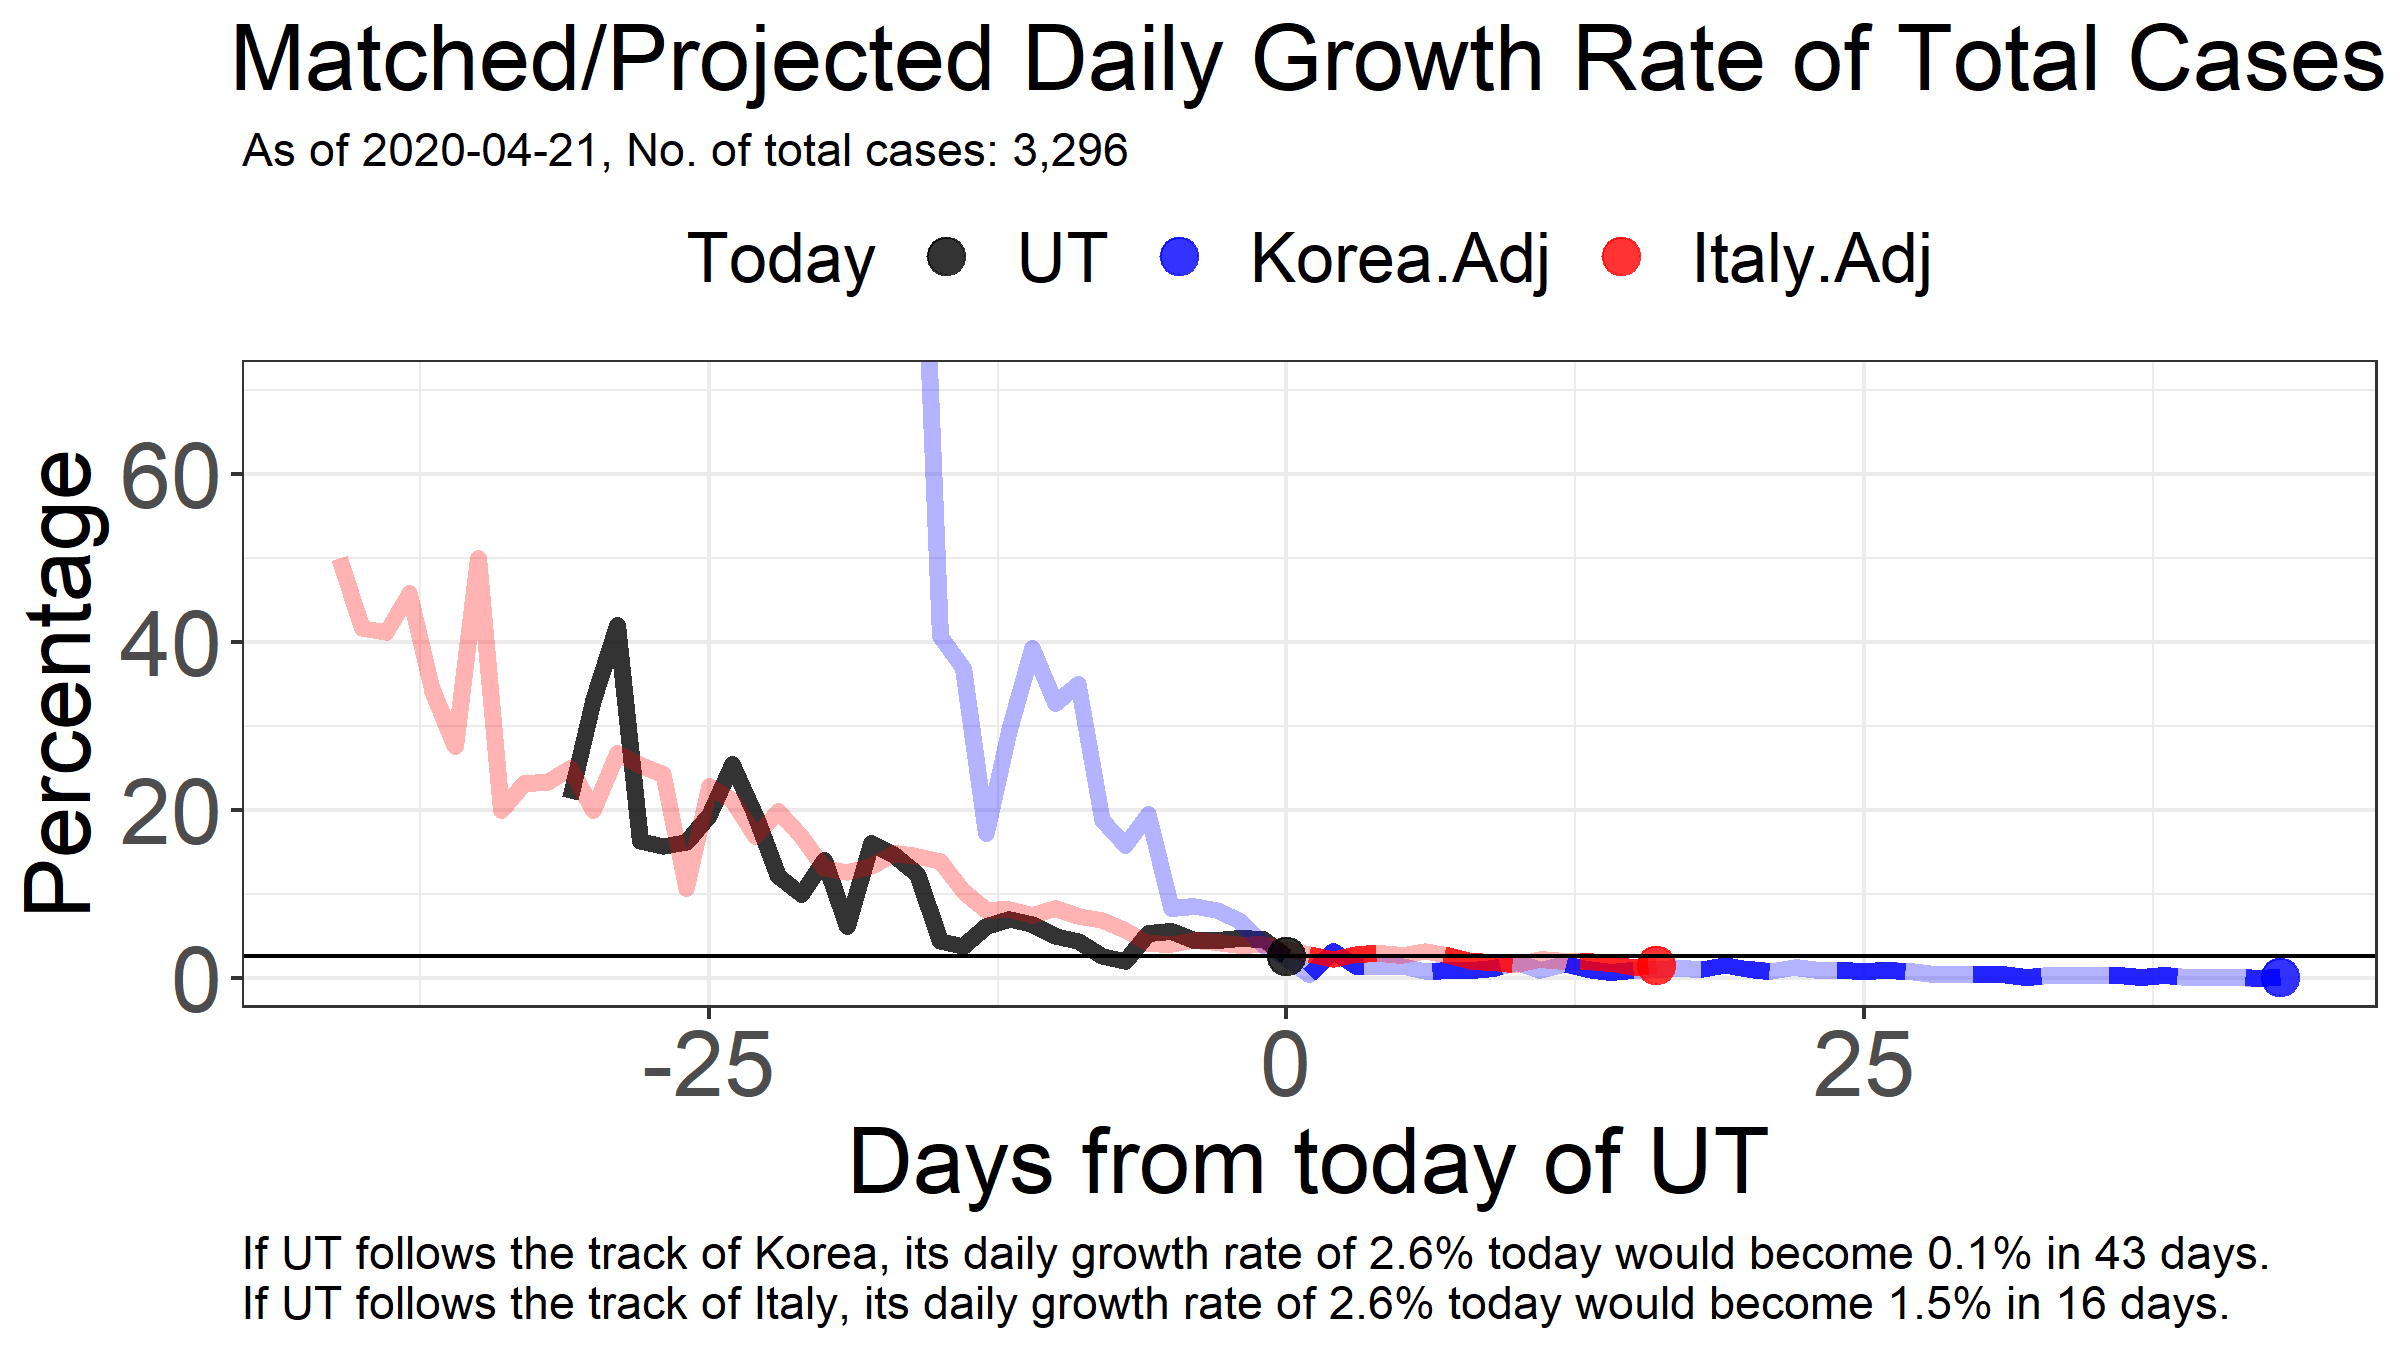 Matched/Projected Daily Growth Rate of Total Cases
As of 2020-04-21, No. of total cases: 3,296
Today UT Korea.Adj Italy.Adj
Percentage
60
40
20
0
-25 0 25
Days from today of UT
If UT follows the track of Korea, its daily growth rate of 2.6% today would become 0.1% in 43 days.
If UT follows the track of Italy, its daily growth rate of 2.6% today would become 1.5% in 16 days.